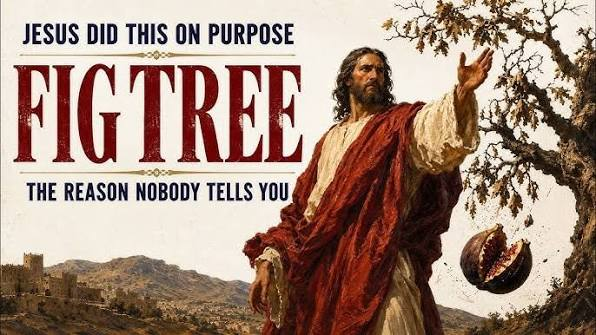 JESUS DID THIS ON PURPOSE
FIG TREE
THE REASON NOBODY TELLS YOU